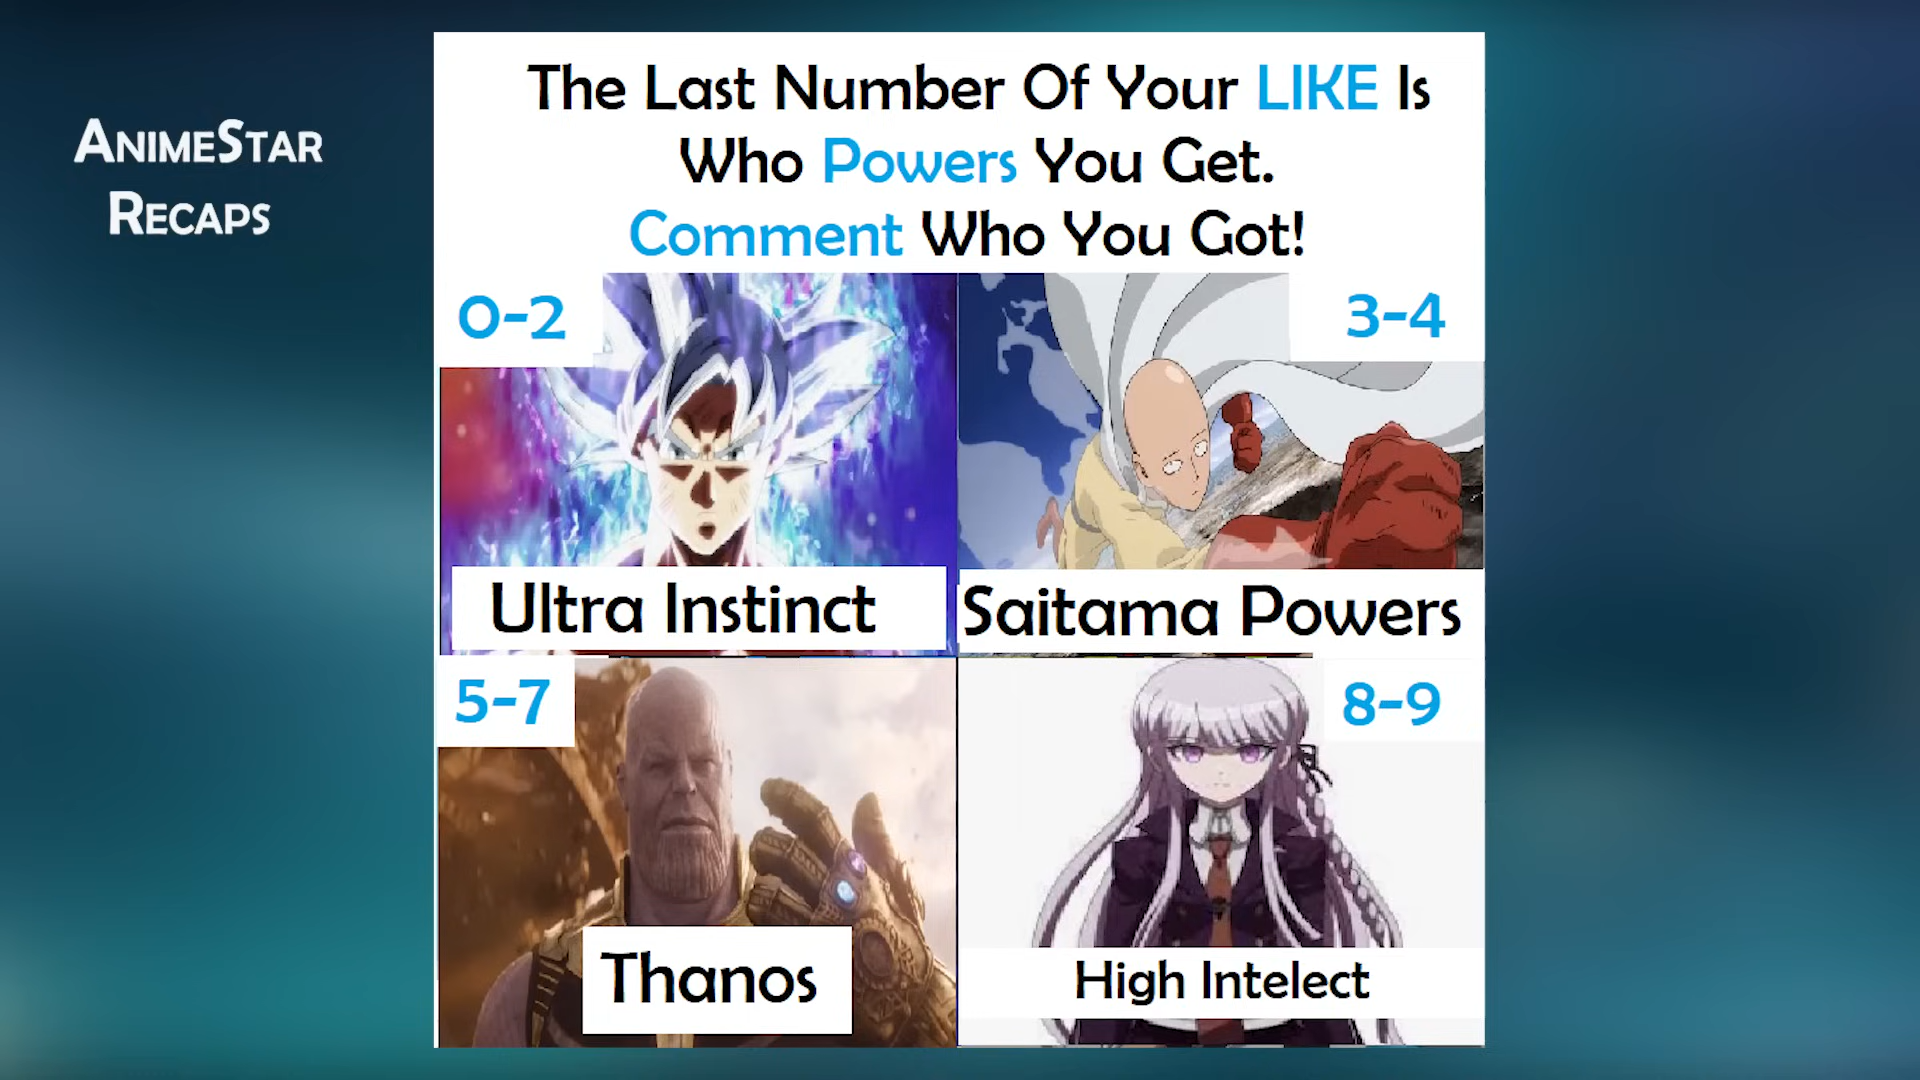 ANIMESTAR
RECAPS
The Last Number Of Your LIKE Is
Who Powers You Get.
Comment Who You Got!
0-2
3-4
Ultra Instinct
Saitama Powers
5-7
8-9
Thanos
High Intelect